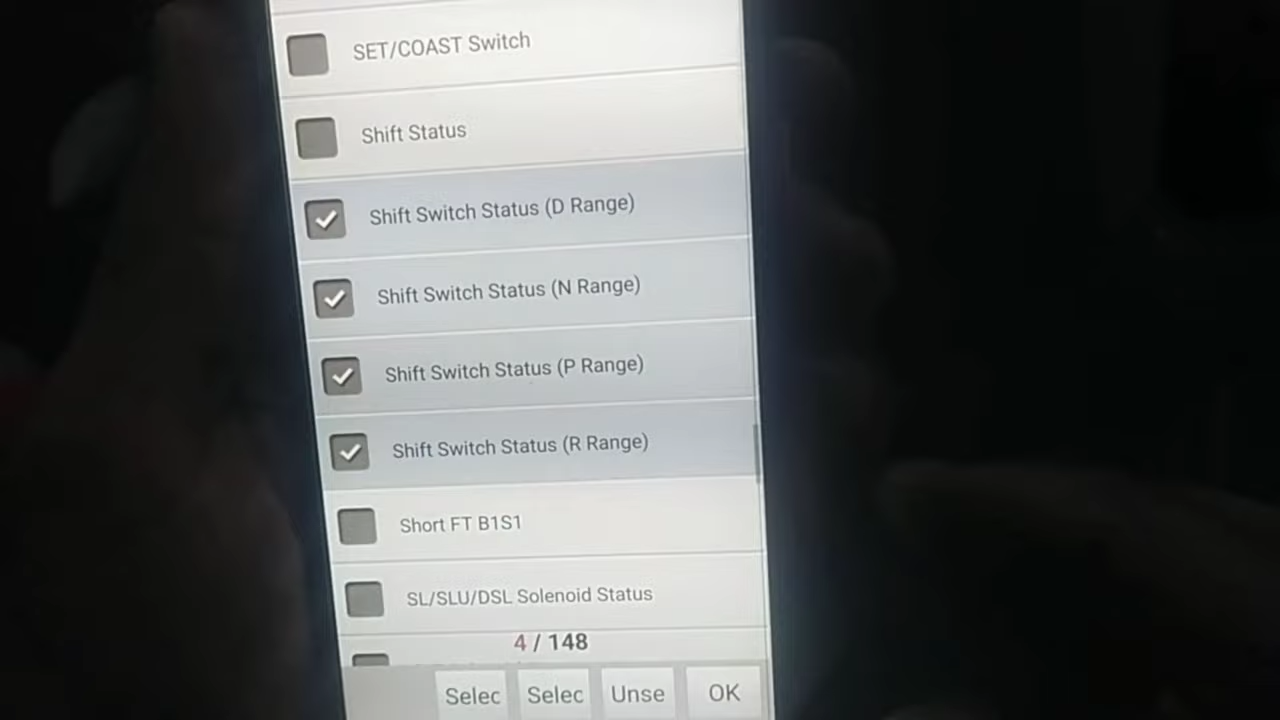 SET/COAST Switch
Shift Status
Shift Switch Status (D Range)
Shift Switch Status (N Range)
Shift Switch Status (P Range)
Shift Switch Status (R Range)
Short FT B1S1
SL/SLU/DSL Solenoid Status
4 / 148
Selec Selec Unse OK